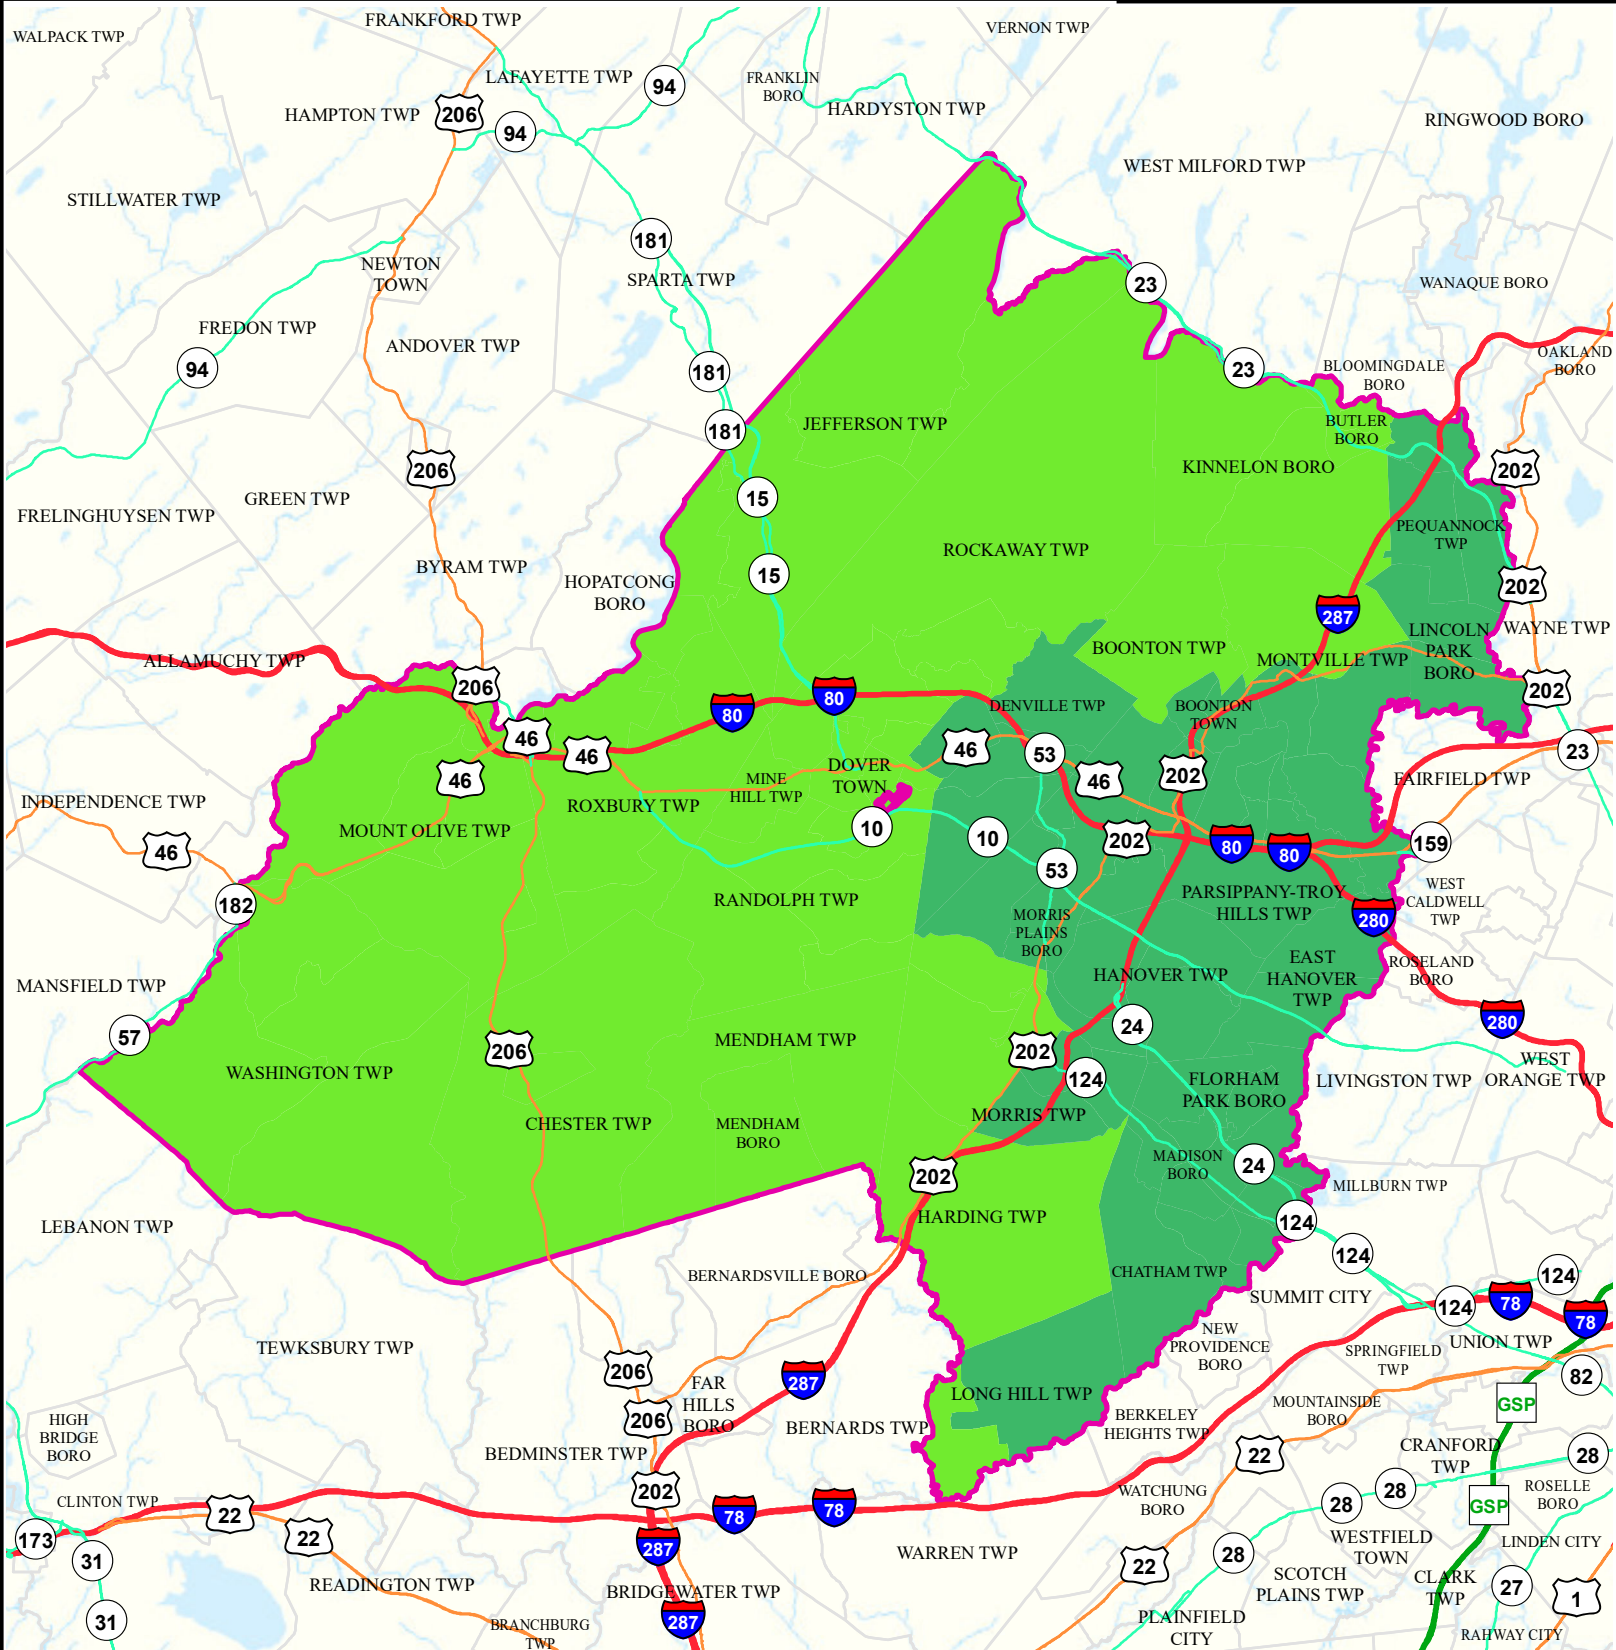 FRANKFORD TWP
VERNON TWP
WALPACK TWP
LAFAYETTE TWP
94
FRANKLIN
BORO
HARDYSTON TWP
HAMPTON TWP
206
94
RINGWOOD BORO
WEST MILFORD TWP
STILLWATER TWP
181
NEWTON
TOWN
SPARTA TWP
23
WANAQUE BORO
FREDON TWP
94
ANDOVER TWP
181
23
BLOOMINGDALE
BORO
OAKLAND
BORO
181
JEFFERSON TWP
BUTLER
BORO
206
KINNELON BORO
202
GREEN TWP
15
FRELINGHUYSEN TWP
PEQUANNOCK
TWP
ROCKAWAY TWP
BYRAM TWP
HOPATCONG
BORO
15
202
287
LINCOLN
PARK
BORO
WAYNE TWP
BOONTON TWP
MONTVILLE TWP
ALLAMUCHY TWP
206
80
80
DENVILLE TWP
BOONTON
TOWN
202
46
46
46
53
23
46
MINE
HILL TWP
DOVER
TOWN
46
202
FAIRFIELD TWP
INDEPENDENCE TWP
ROXBURY TWP
MOUNT OLIVE TWP
10
10
202
80
80
159
46
53
182
RANDOLPH TWP
PARSIPPANY-TROY
HILLS TWP
WEST
CALDWELL
TWP
MORRIS
PLAINS
BORO
280
MANSFIELD TWP
HANOVER TWP
EAST
HANOVER
TWP
ROSELAND
BORO
57
24
280
MENDHAM TWP
206
202
WASHINGTON TWP
124
FLORHAM
PARK BORO
LIVINGSTON TWP
WEST
ORANGE TWP
CHESTER TWP
MENDHAM
BORO
MORRIS TWP
MADISON
BORO
24
202
MILLBURN TWP
LEBANON TWP
HARDING TWP
124
124
BERNARDSVILLE BORO
CHATHAM TWP
SUMMIT CITY
124
124
78
78
TEWKSBURY TWP
NEW
PROVIDENCE
BORO
SPRINGFIELD
TWP
UNION TWP
206
287
82
FAR
HILLS
BORO
206
LONG HILL TWP
MOUNTAINSIDE
BORO
GSP
HIGH
BRIDGE
BORO
BERNARDS TWP
BERKELEY
HEIGHTS TWP
BEDMINSTER TWP
22
CRANFORD
TWP
28
202
28
28
CLINTON TWP
22
78
78
WATCHUNG
BORO
GSP
ROSELLE
BORO
173
22
287
WESTFIELD
TOWN
LINDEN CITY
31
WARREN TWP
28
22
SCOTCH
PLAINS TWP
CLARK
TWP
27
1
READINGTON TWP
BRIDGEWATER TWP
31
287
BRANCHBURG
TWP
PLAINFIELD
CITY
RAHWAY CITY